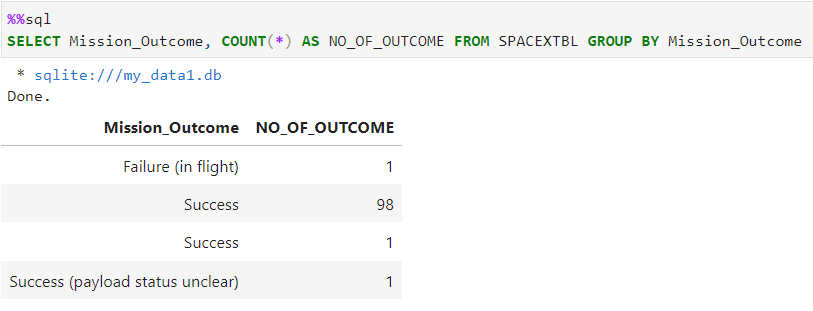 %%sql
SELECT Mission_Outcome, COUNT(*) AS NO_OF_OUTCOME FROM SPACEXTBL GROUP BY Mission_Outcome
* sqlite:///my_data1.db
Done.
Mission_Outcome NO_OF_OUTCOME
Failure (in flight) 1
Success 98
Success 1
Success (payload status unclear) 1